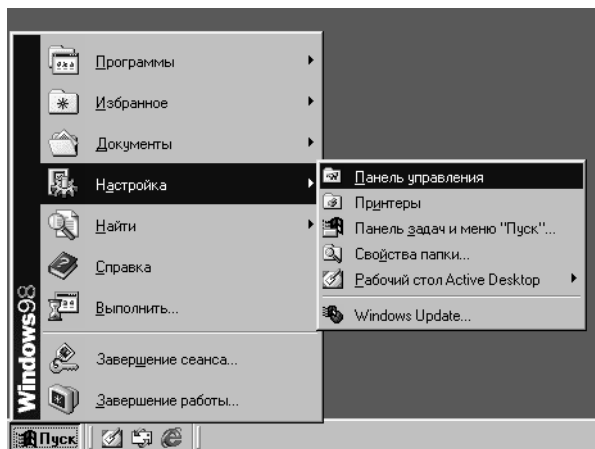 Программы
Избранное
Документы
Настройка
Найти
Справка
Выполнить...
Завершение сеанса...
Завершение работы...
Windows98
Панель управления
Принтеры
Панель задач и меню "Пуск"...
Свойства папки...
Рабочий стол Active Desktop
Windows Update...
Пуск